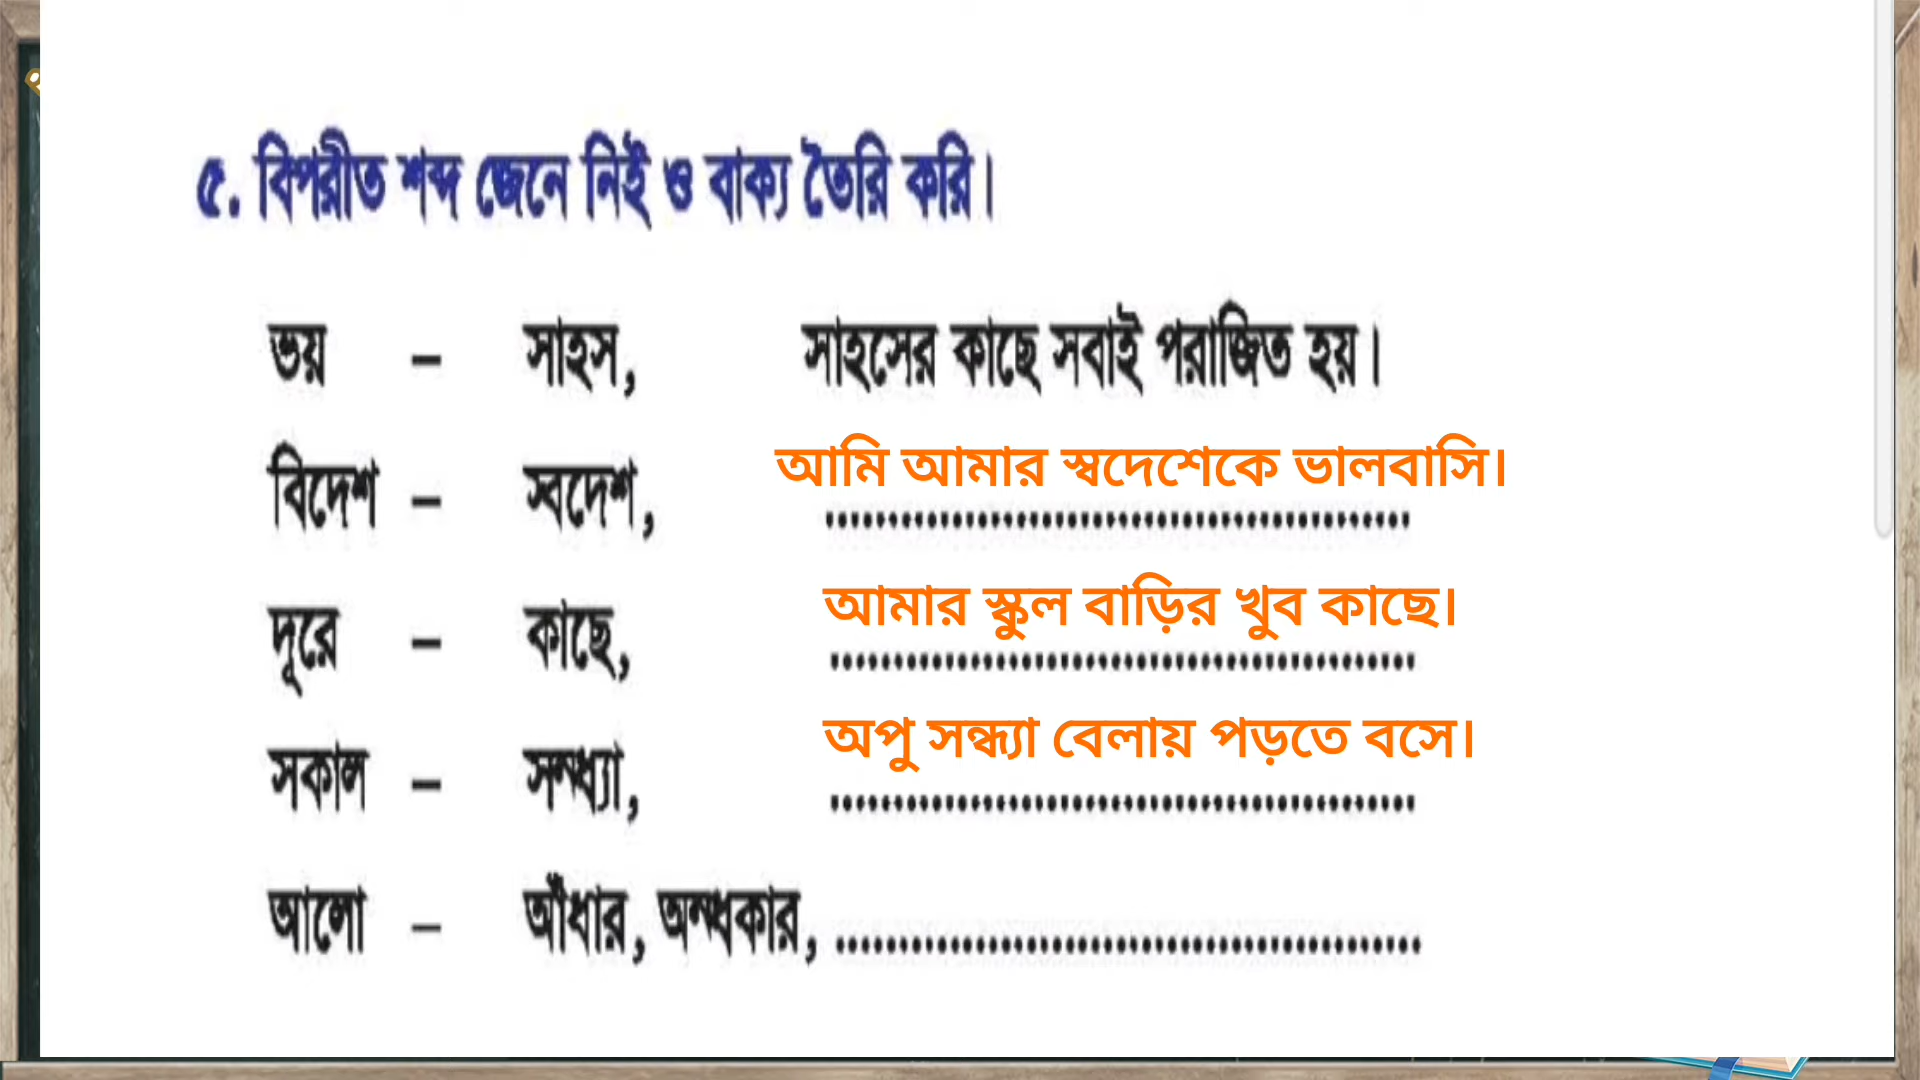 ৫. বিপরীত শব্দ জেনে নিই ও বাক্য তৈরি করি।
ভয় – সাহস, সাহসের কাছে সবাই পরাজিত হয়।
আমি আমার স্বদেশেকে ভালবাসি।
বিদেশ – স্বদেশ, ..............................................
আমার স্কুল বাড়ির খুব কাছে।
দূরে – কাছে, ..............................................
অপু সন্ধ্যা বেলায় পড়তে বসে।
সকাল – সন্ধ্যা, ..............................................
আলো – আঁধার, অন্ধকার, ..............................................